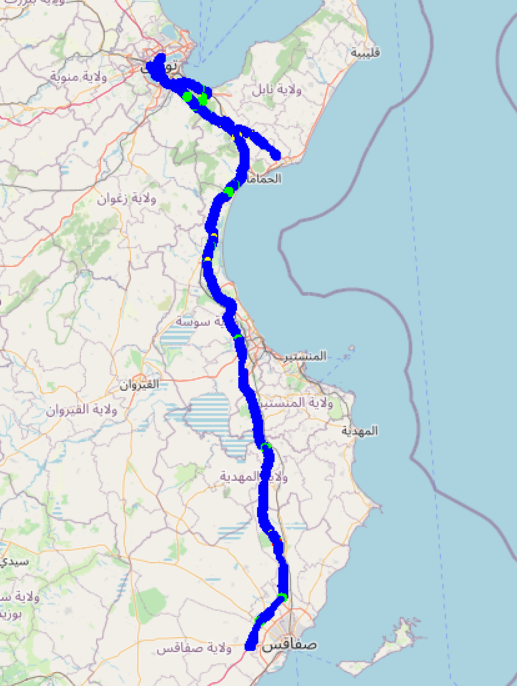 قليبية
تونس
ولاية منوبة
ولاية نابل
ولاية زغوان
ولاية سوسة
المنستير
القيروان
ولاية المنستير
ولاية القيروان
المهدية
ولاية المهدية
سيدي
ولاية صفاقس
صفاقس